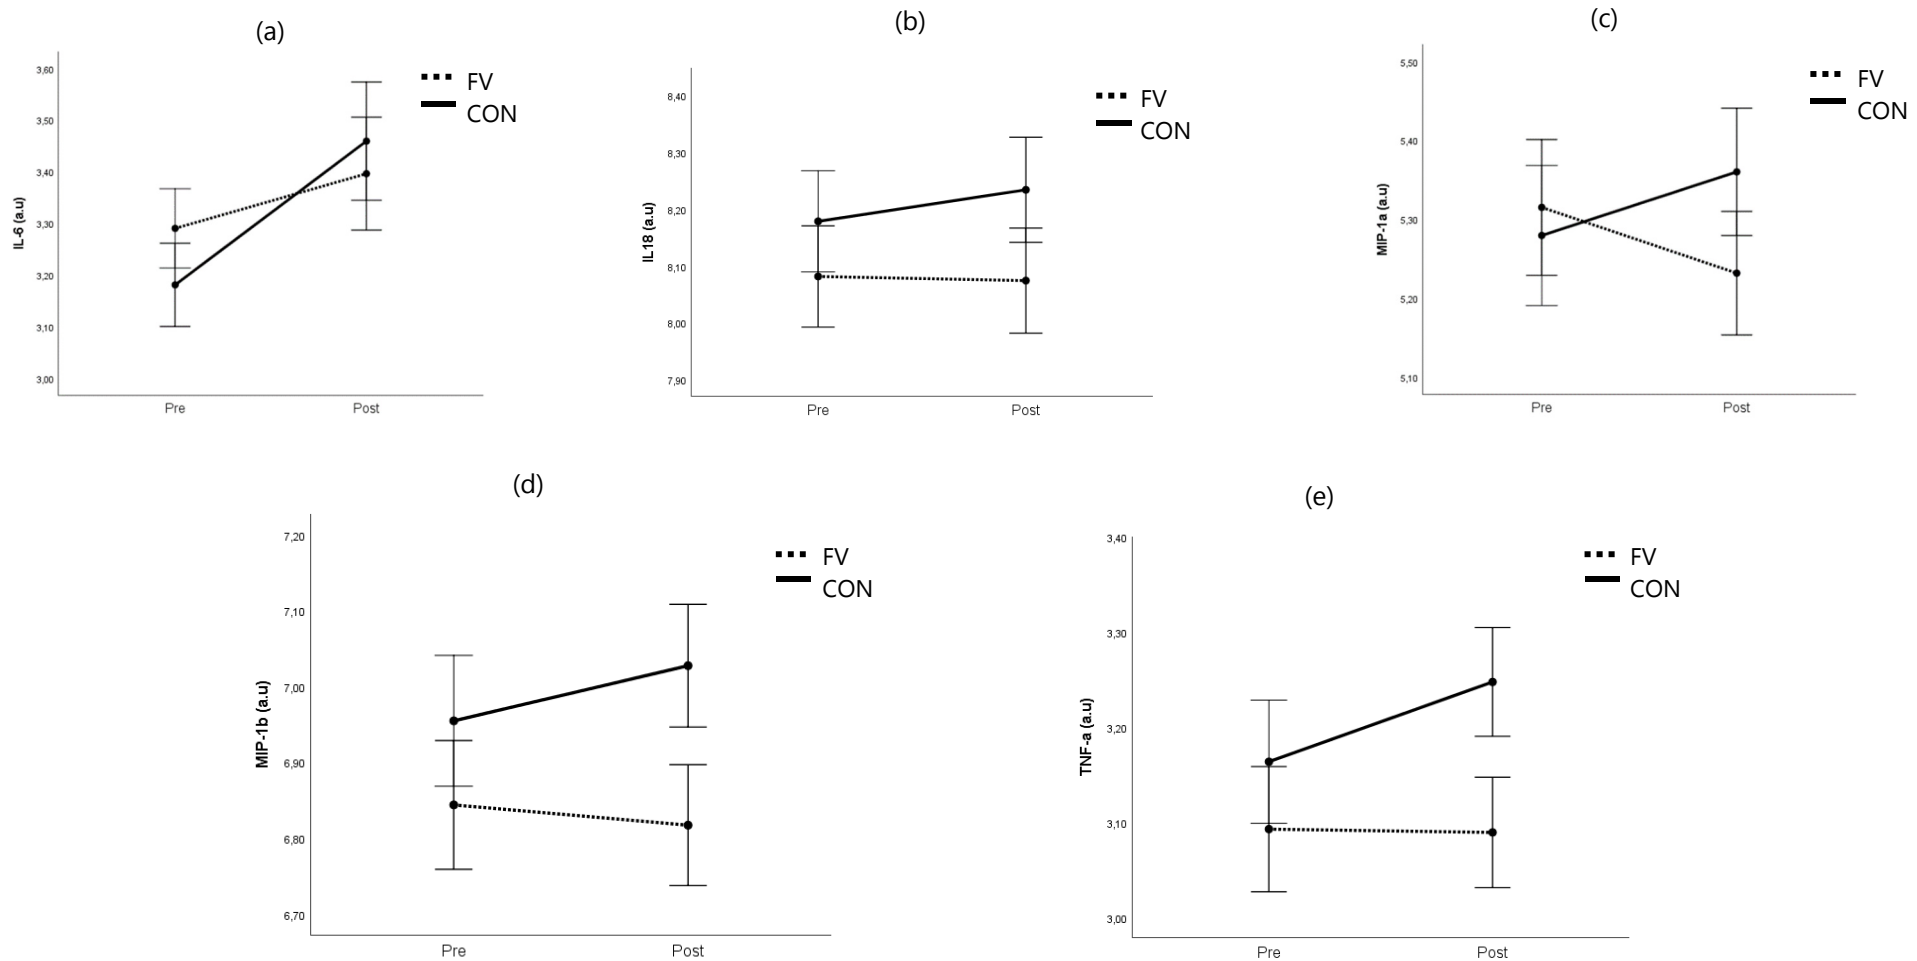 (a)
FV
CON
IL-6 (a.u)
3,60
3,50
3,40
3,30
3,20
3,10
3,00
Pre Post
(b)
FV
CON
IL18 (a.u)
8,40
8,30
8,20
8,10
8,00
7,90
Pre Post
(c)
FV
CON
MIP-1a (a.u)
5,50
5,40
5,30
5,20
5,10
Pre Post
(d)
FV
CON
MIP-1b (a.u)
7,20
7,10
7,00
6,90
6,80
6,70
Pre Post
(e)
FV
CON
TNF-a (a.u)
3,40
3,30
3,20
3,10
3,00
Pre Post